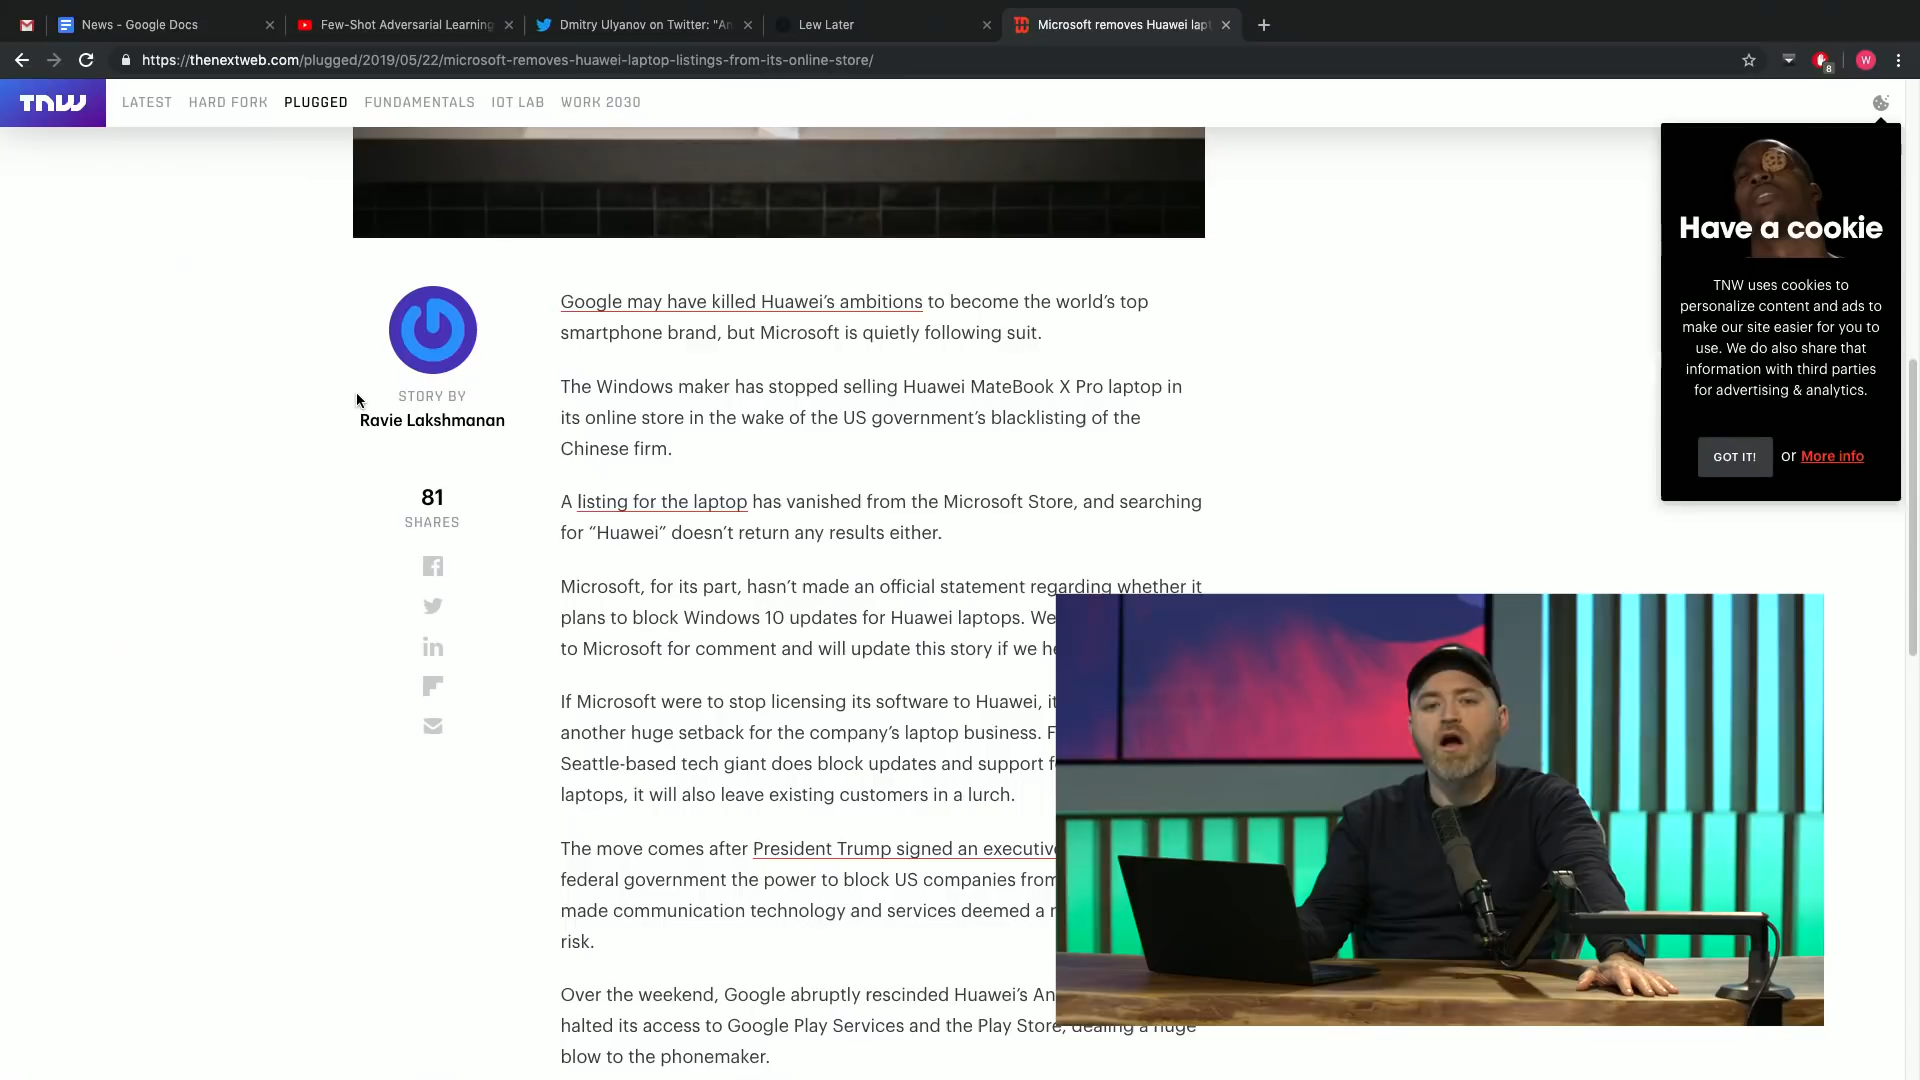 News - Google Docs
Few-Shot Adversarial Learning
Dmitry Ulyanov on Twitter: "An
Lew Later
Microsoft removes Huawei lap
https://thenextweb.com/plugged/2019/05/22/microsoft-removes-huawei-laptop-listings-from-its-online-store/
8
W
TNW
LATEST
HARD FORK
PLUGGED
FUNDAMENTALS
IOT LAB
WORK 2030
Have a cookie
TNW uses cookies to
personalize content and ads to
make our site easier for you to
use. We do also share that
information with third parties
for advertising & analytics.
GOT IT! or More info
STORY BY
Ravie Lakshmanan
81
SHARES
Google may have killed Huawei’s ambitions to become the world’s top
smartphone brand, but Microsoft is quietly following suit.
The Windows maker has stopped selling Huawei MateBook X Pro laptop in
its online store in the wake of the US government’s blacklisting of the
Chinese firm.
A listing for the laptop has vanished from the Microsoft Store, and searching
for “Huawei” doesn’t return any results either.
Microsoft, for its part, hasn’t made an official statement regarding whether it
plans to block Windows 10 updates for Huawei laptops. We
to Microsoft for comment and will update this story if we he
If Microsoft were to stop licensing its software to Huawei, it
another huge setback for the company’s laptop business. F
Seattle-based tech giant does block updates and support f
laptops, it will also leave existing customers in a lurch.
The move comes after President Trump signed an executive
federal government the power to block US companies from
made communication technology and services deemed a
risk.
Over the weekend, Google abruptly rescinded Huawei’s An
halted its access to Google Play Services and the Play Store, dealing a huge
blow to the phonemaker.